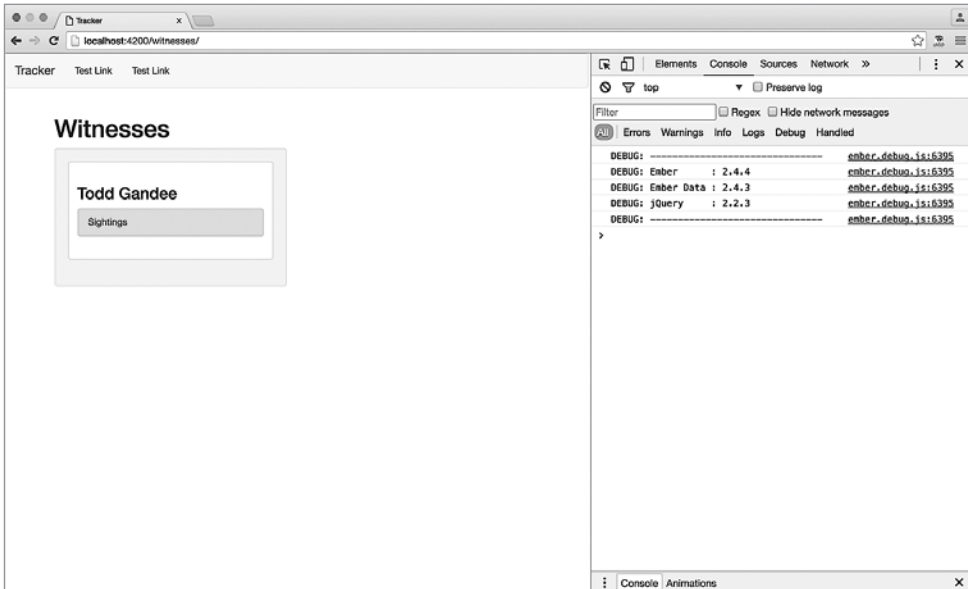 Tracker x
localhost:4200/witnesses/
Tracker Test Link Test Link
Witnesses
Todd Gandee
Sightings
Elements Console Sources Network »
top Preserve log
Filter Regex Hide network messages
All Errors Warnings Info Logs Debug Handled
DEBUG: ------------------------------- ember.debug.js:6395
DEBUG: Ember : 2.4.4 ember.debug.js:6395
DEBUG: Ember Data : 2.4.3 ember.debug.js:6395
DEBUG: jQuery : 2.2.3 ember.debug.js:6395
DEBUG: ------------------------------- ember.debug.js:6395
>
Console Animations